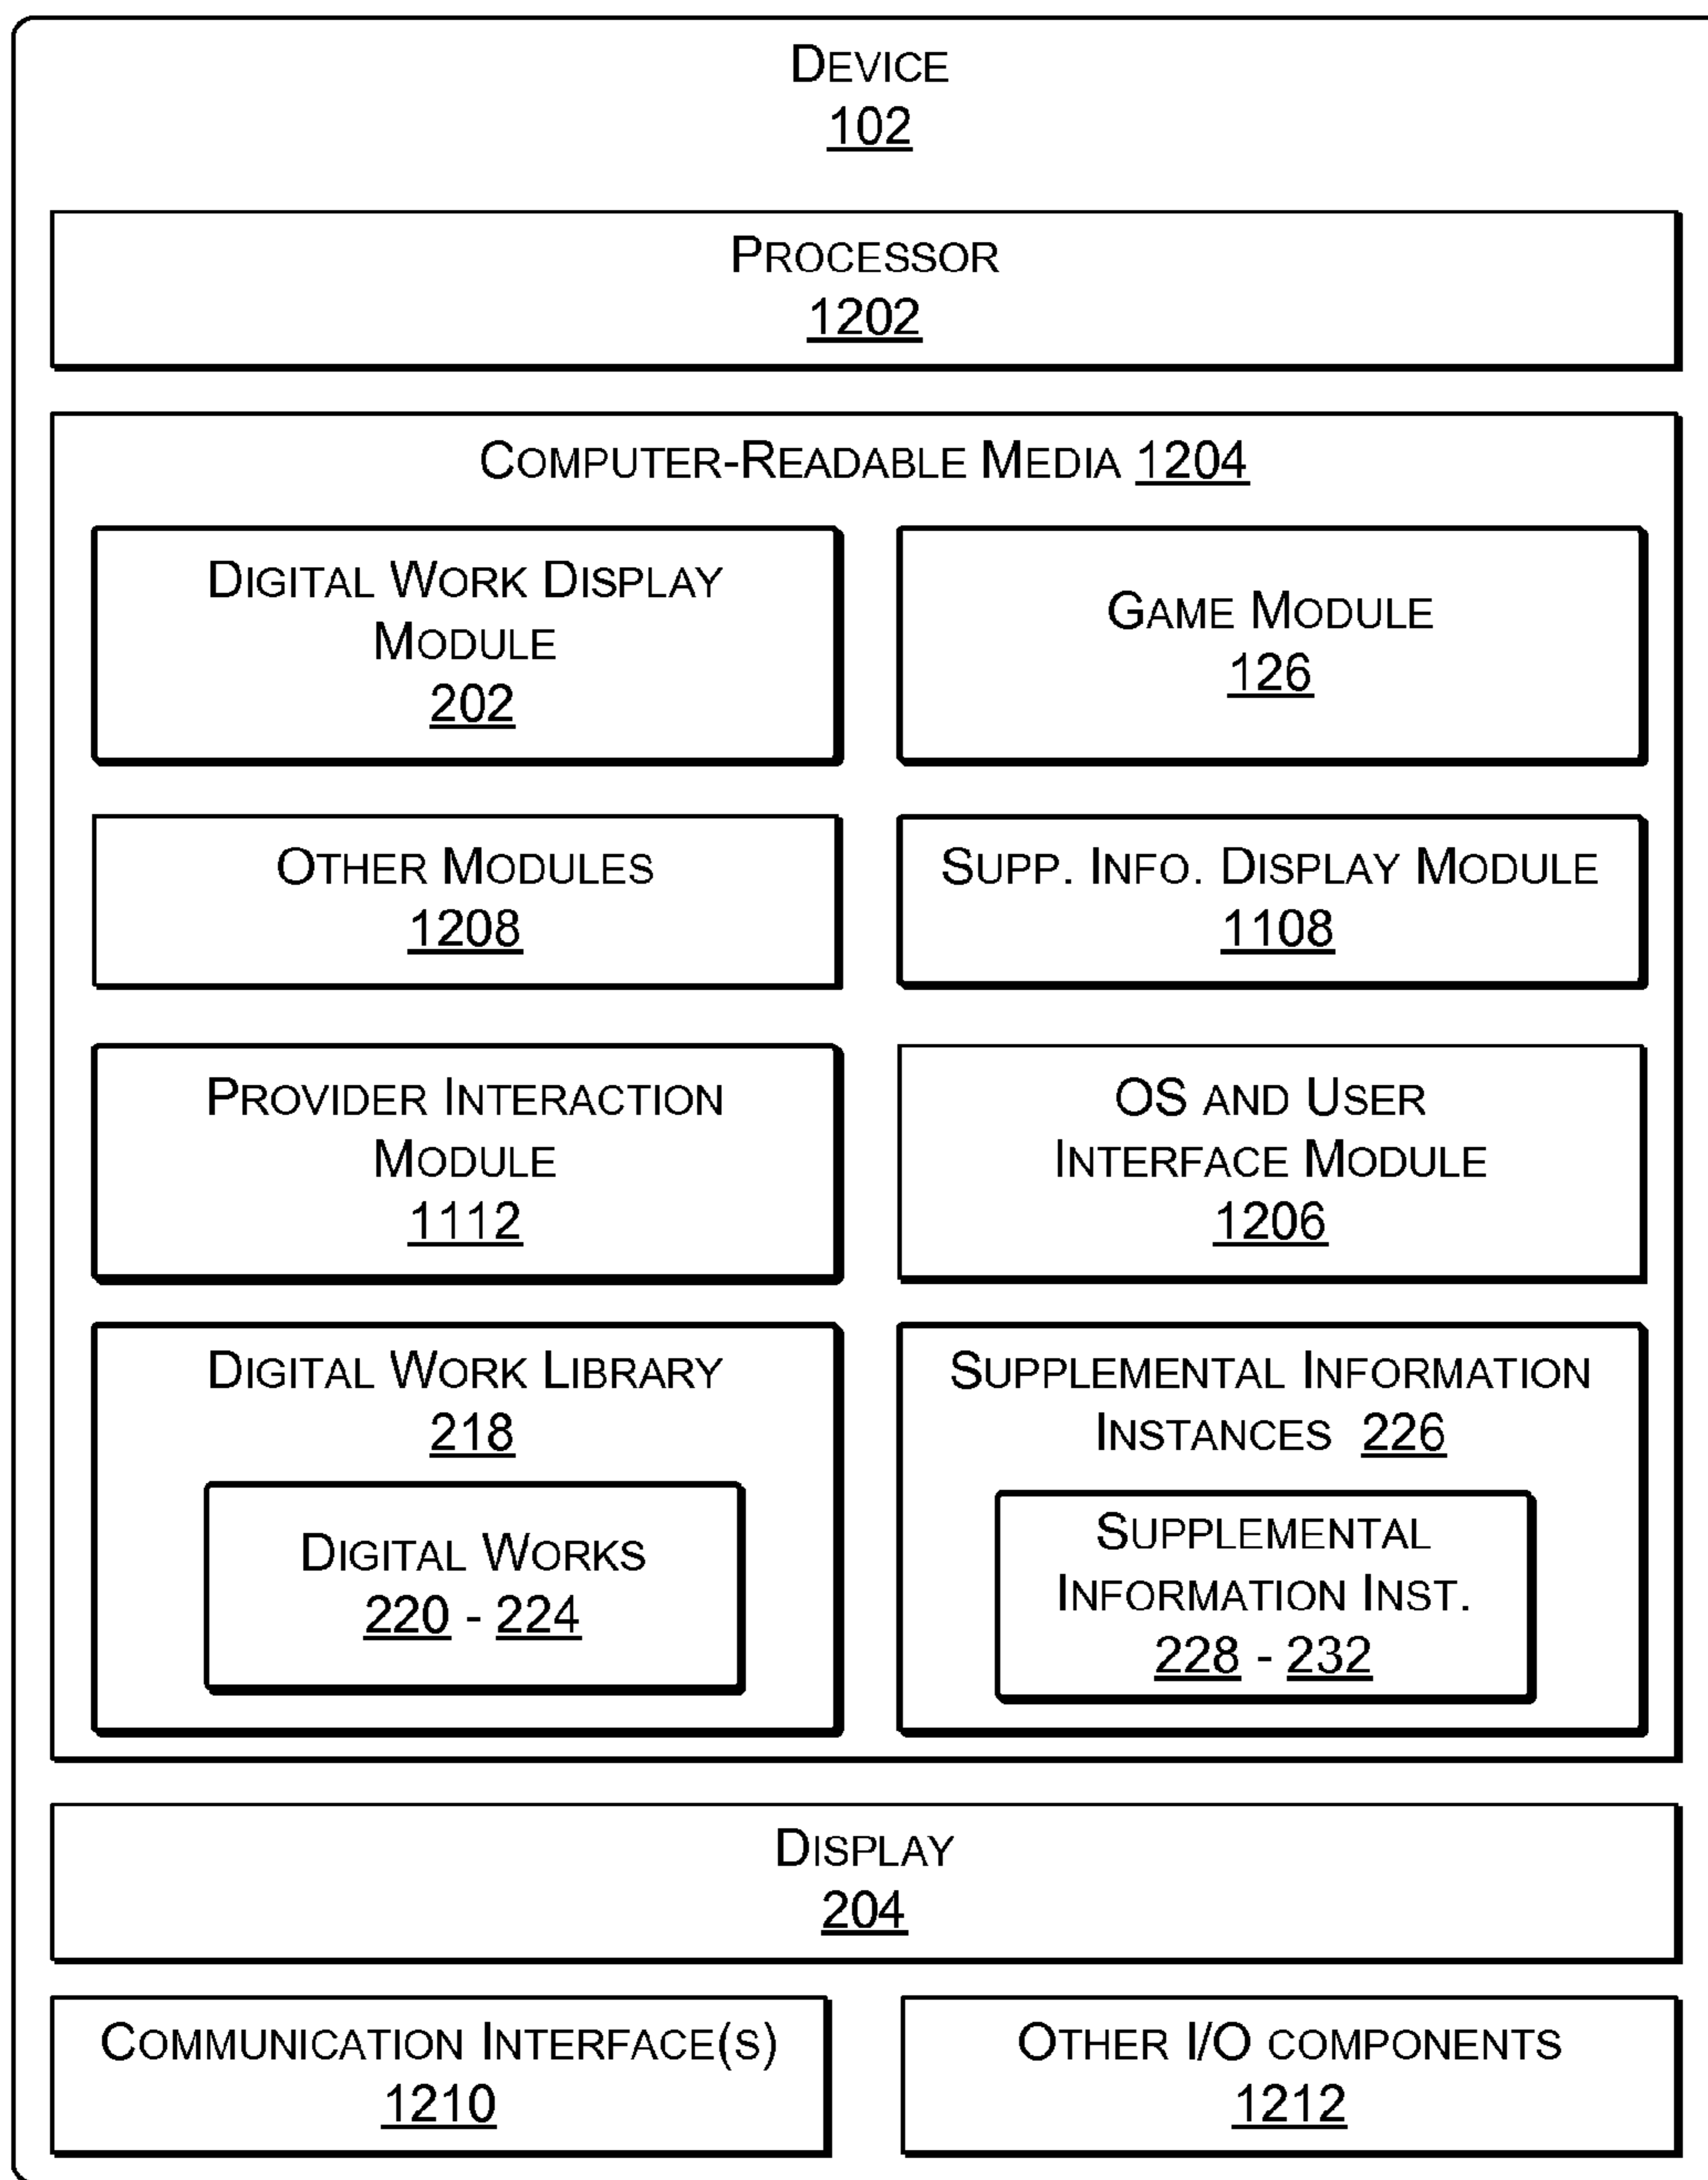 DEVICE
102
PROCESSOR
1202
COMPUTER-READABLE MEDIA 1204
DIGITAL WORK DISPLAY
MODULE
202
GAME MODULE
126
OTHER MODULES
1208
SUPP. INFO. DISPLAY MODULE
1108
PROVIDER INTERACTION
MODULE
1112
OS AND USER
INTERFACE MODULE
1206
DIGITAL WORK LIBRARY
218
DIGITAL WORKS
220 - 224
SUPPLEMENTAL INFORMATION
INSTANCES 226
SUPPLEMENTAL
INFORMATION INST.
228 - 232
DISPLAY
204
COMMUNICATION INTERFACE(S)
1210
OTHER I/O COMPONENTS
1212